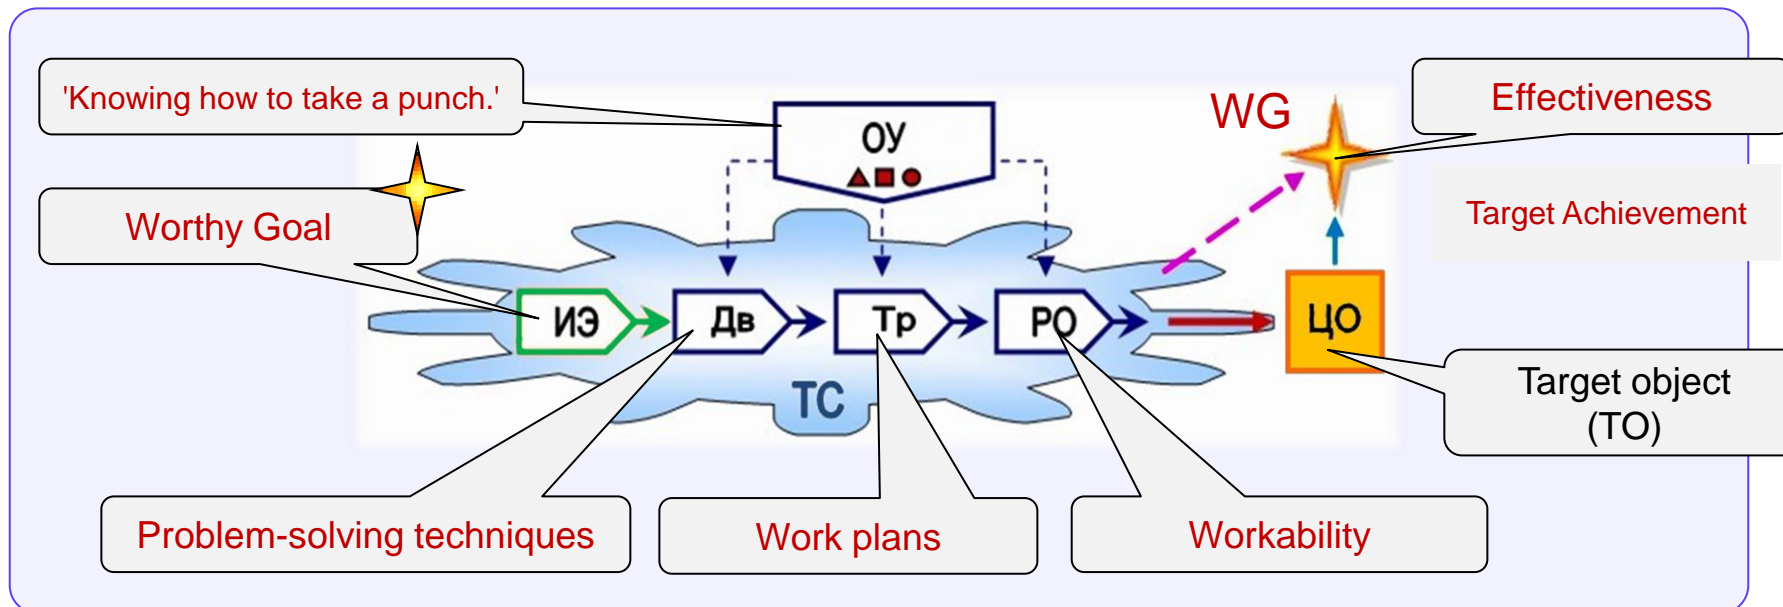 'Knowing how to take a punch.'
ОУ
WG
Effectiveness
Worthy Goal
Target Achievement
ИЭ
Дв
Тр
РО
ЦО
ТС
Target object
(TO)
Problem-solving techniques
Work plans
Workability